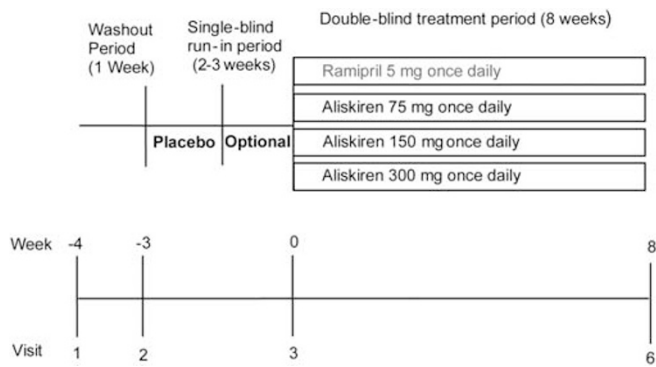 Washout
Period
(1 Week)
Single-blind
run-in period
(2-3 weeks)
Double-blind treatment period (8 weeks)
Ramipril 5 mg once daily
Aliskiren 75 mg once daily
Placebo Optional
Aliskiren 150 mg once daily
Aliskiren 300 mg once daily
Week -4 -3 0 8
Visit 1 2 3 6